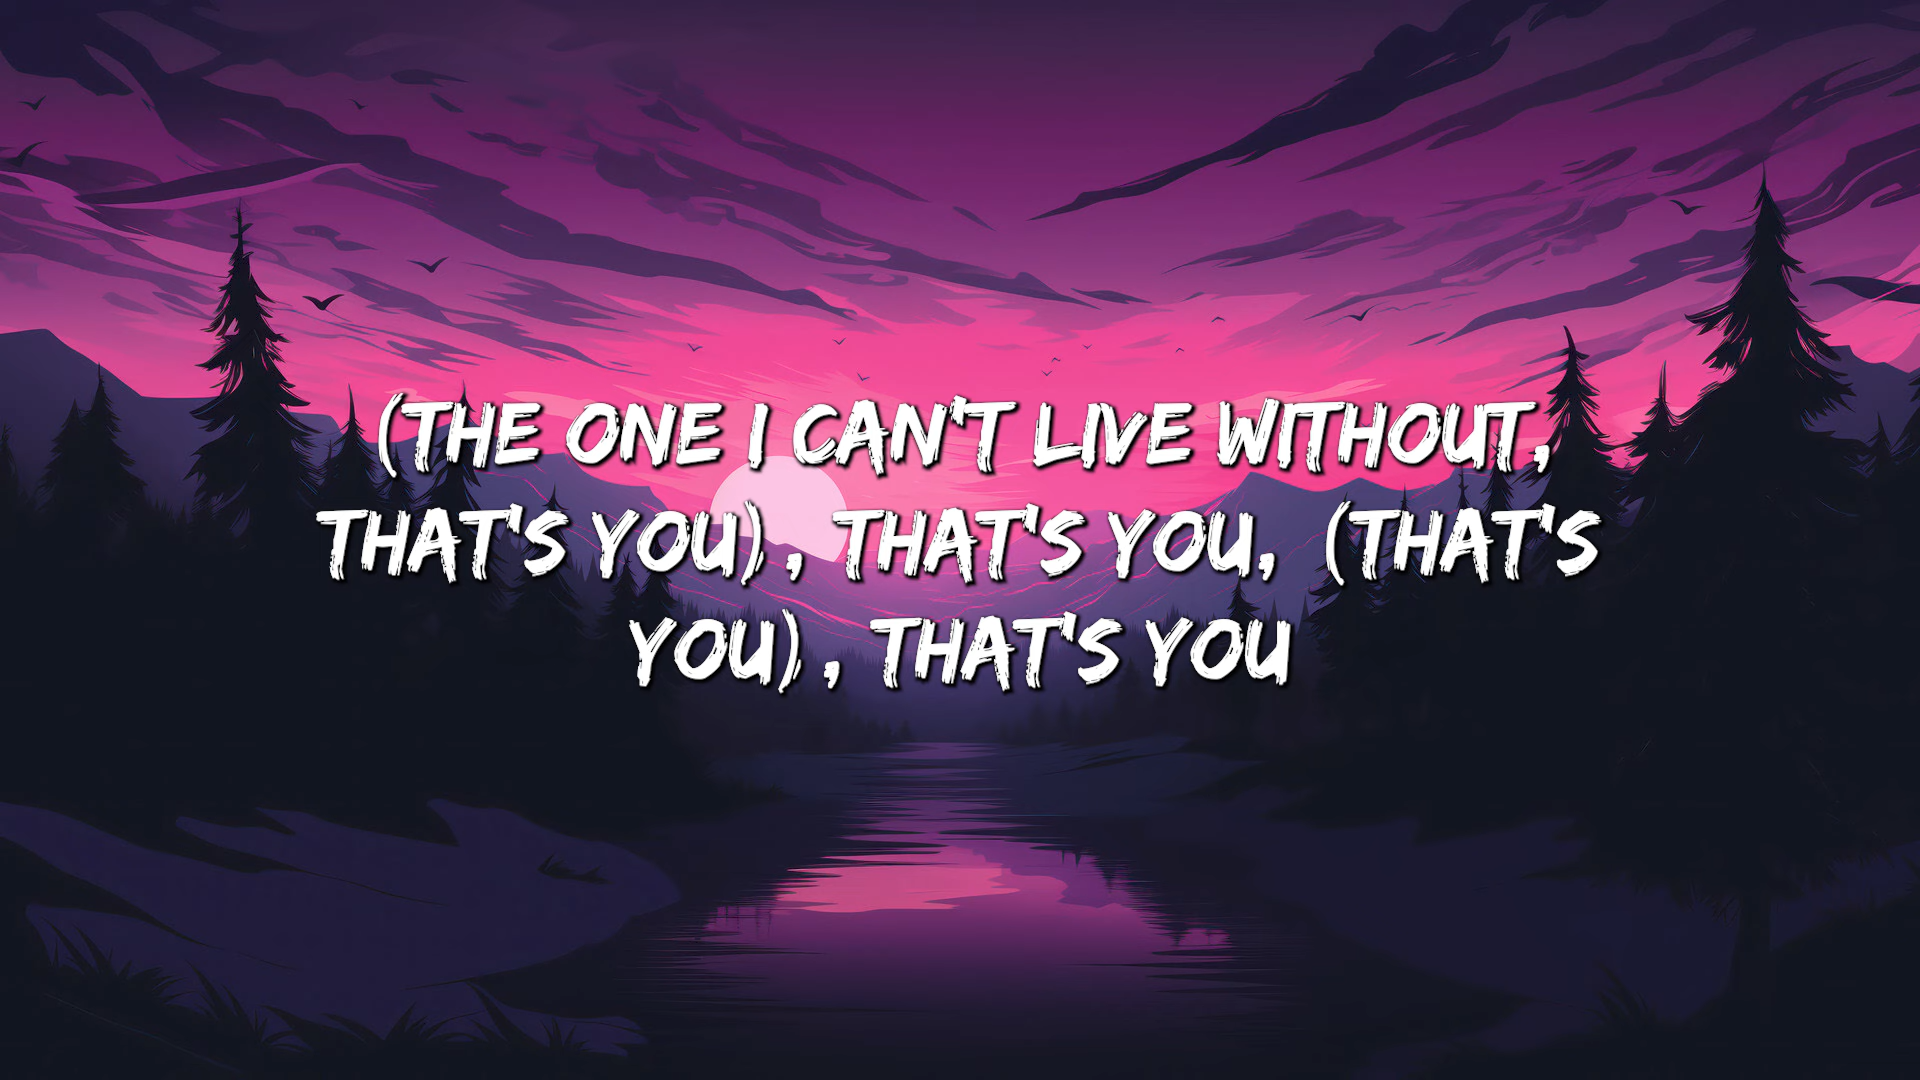 (THE ONE I CAN'T LIVE WITHOUT,
THAT'S YOU), THAT'S YOU, (THAT'S
YOU), THAT'S YOU